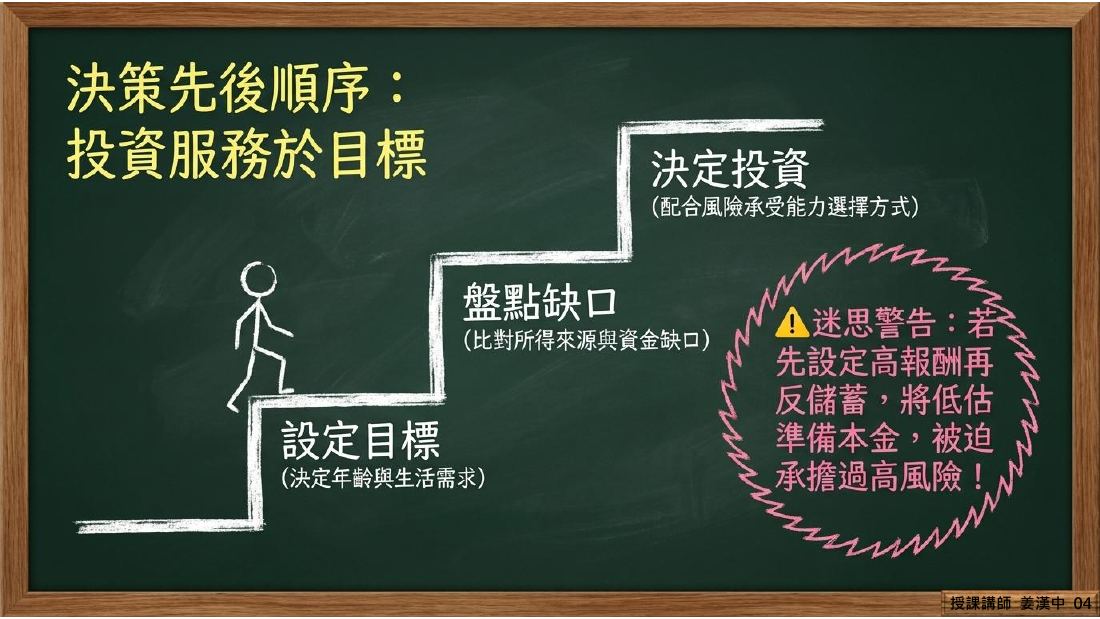 決策先後順序：
投資服務於目標
決定投資
(配合風險承受能力選擇方式)
盤點缺口
(比對所得來源與資金缺口)
設定目標
(決定年齡與生活需求)
⚠️迷思警告：若
先設定高報酬再
反儲蓄，將低估
準備本金，被迫
承擔過高風險！
授課講師 姜漢中 04